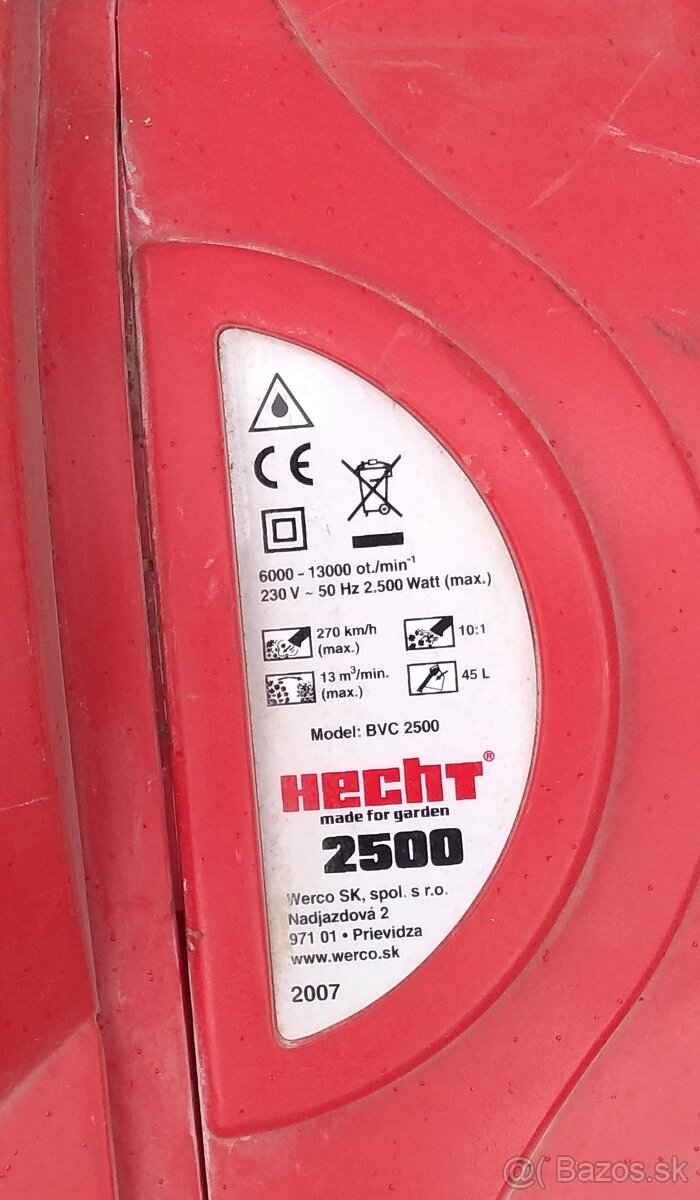 CE
6000 - 13000 ot./min⁻¹
230 V ~ 50 Hz 2.500 Watt (max.)
270 km/h
(max.)
10:1
13 m³/min.
(max.)
45 L
Model: BVC 2500
HECHT®
made for garden
2500
Werco SK, spol. s r.o.
Nadjazdová 2
971 01 • Prievidza
www.werco.sk
2007
@( Bazos.sk